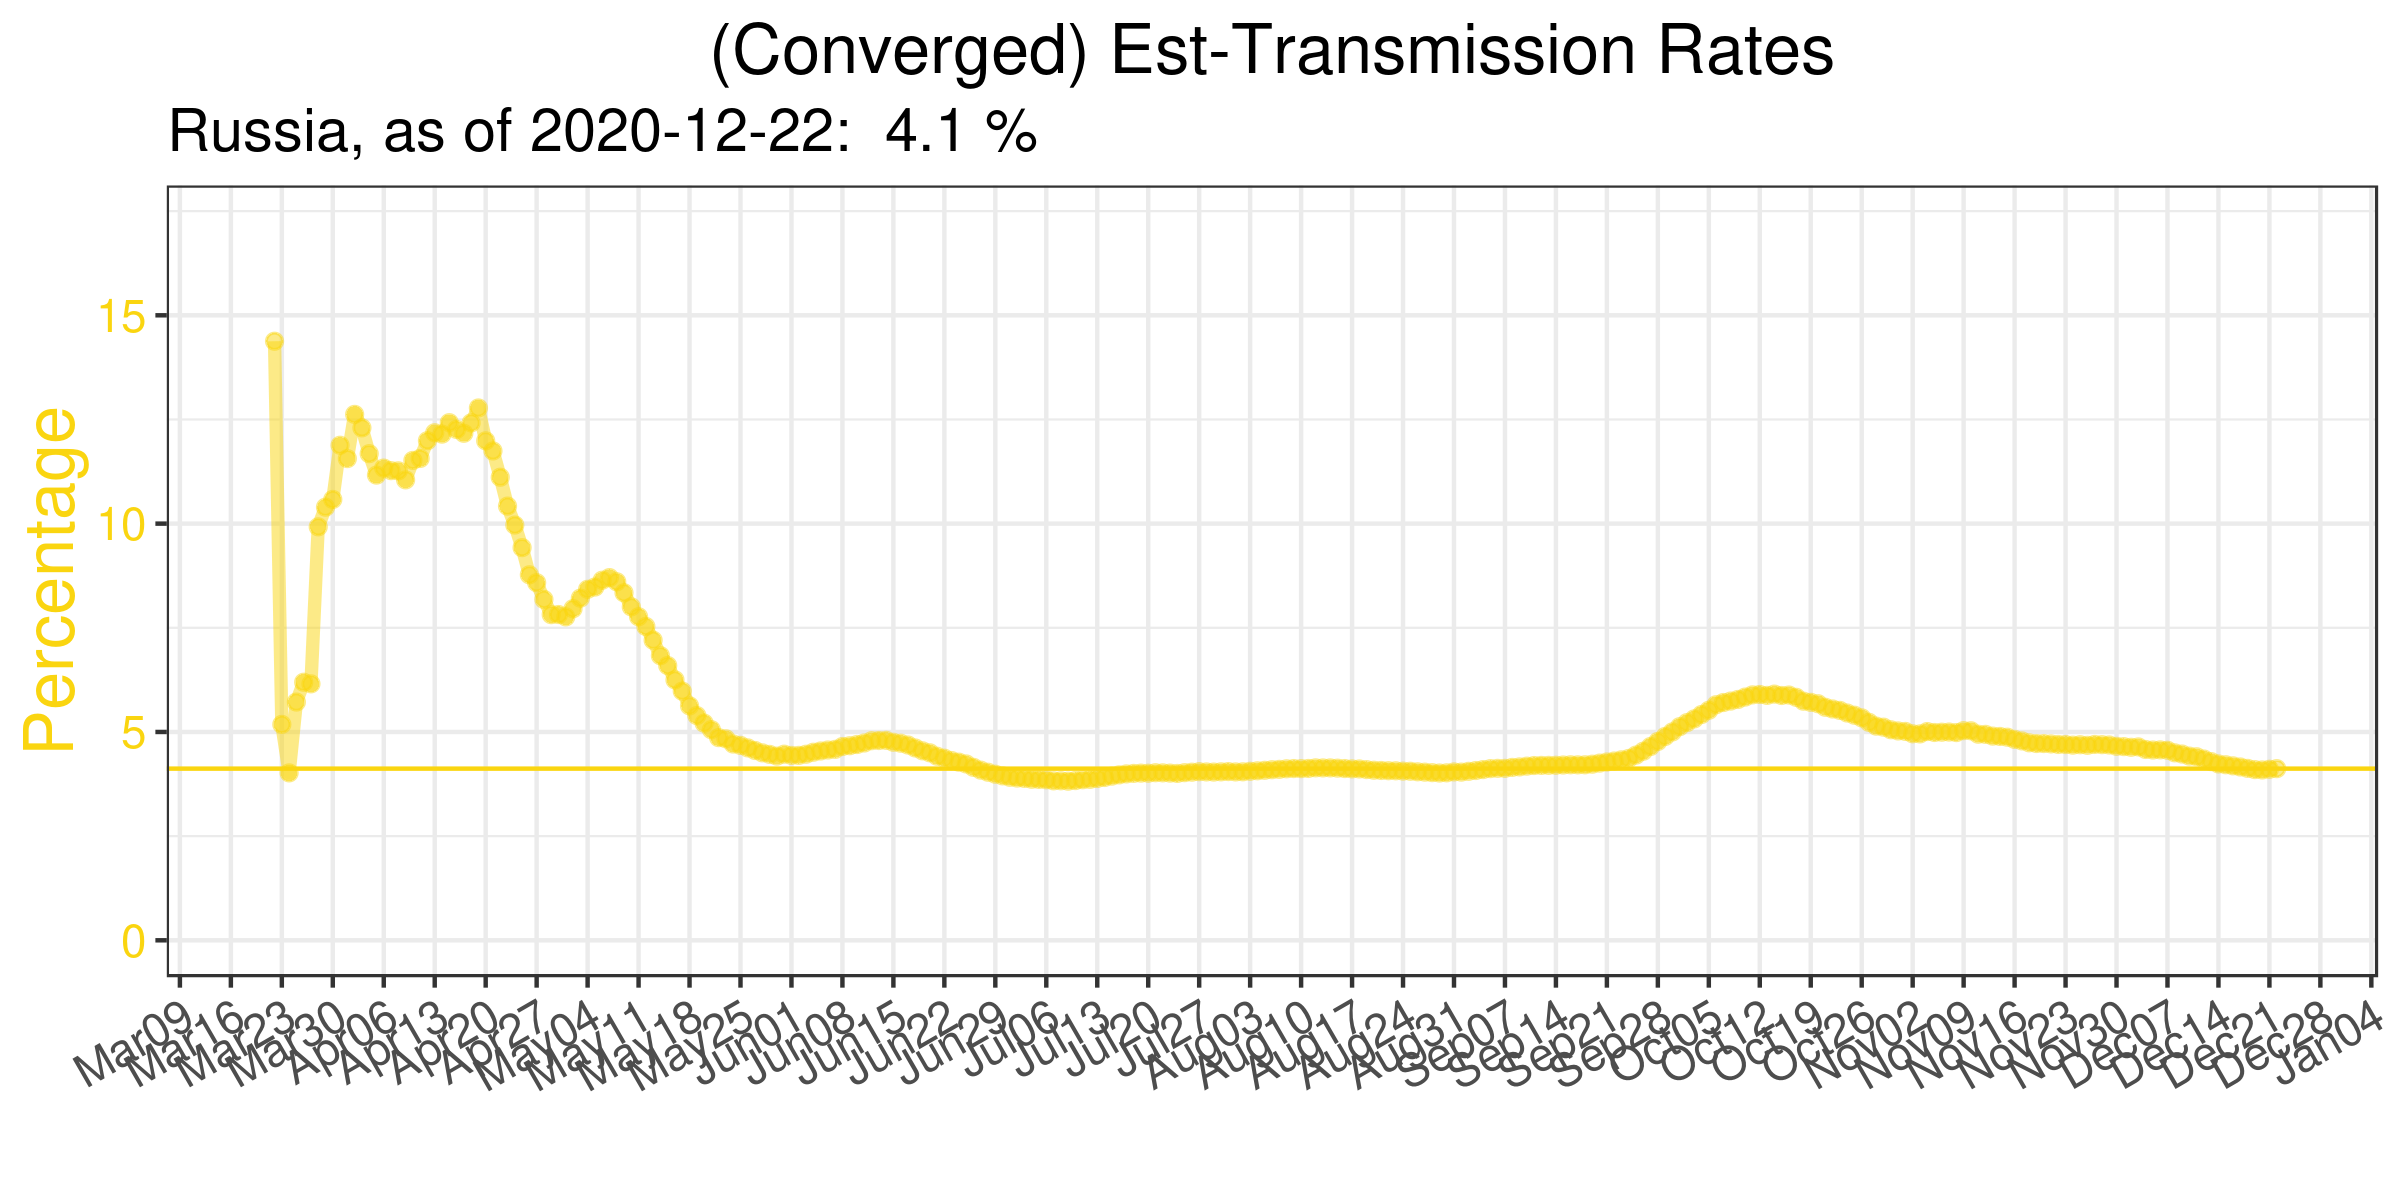 (Converged) Est-Transmission Rates
Russia, as of 2020-12-22:  4.1 %
Percentage
15
10
5
0
Mar09
Mar16
Mar23
Mar30
Apr06
Apr13
Apr20
Apr27
May04
May11
May18
May25
Jun01
Jun08
Jun15
Jun22
Jun29
Jul06
Jul13
Jul20
Jul27
Aug03
Aug10
Aug17
Aug24
Aug31
Sep07
Sep14
Sep21
Sep28
Oct05
Oct12
Oct19
Oct26
Nov02
Nov09
Nov16
Nov23
Nov30
Dec07
Dec14
Dec21
Dec28
Jan04